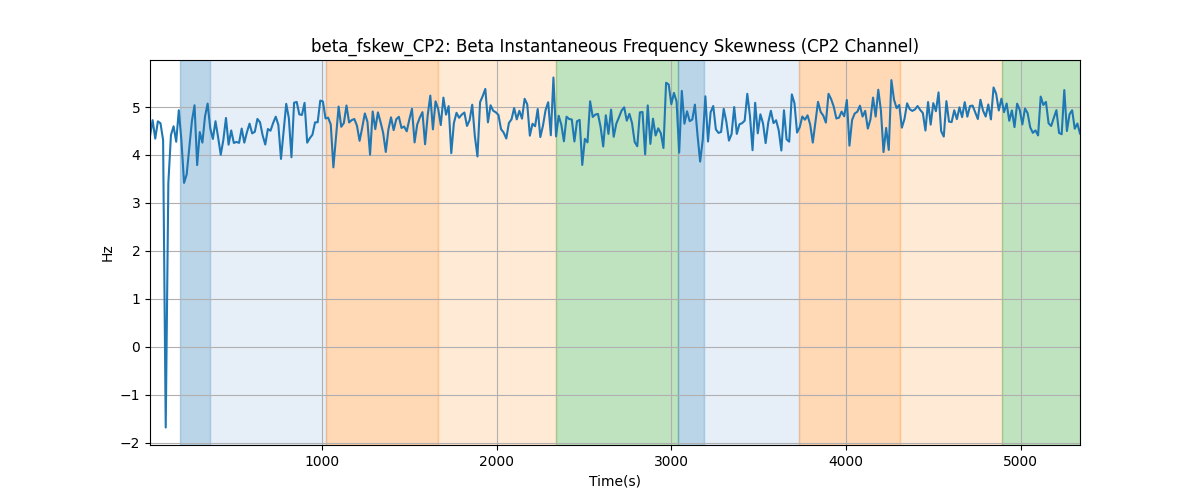 beta_fskew_CP2: Beta Instantaneous Frequency Skewness (CP2 Channel)
5
4
3
2
1
0
−1
−2
Hz
1000 2000 3000 4000 5000
Time(s)